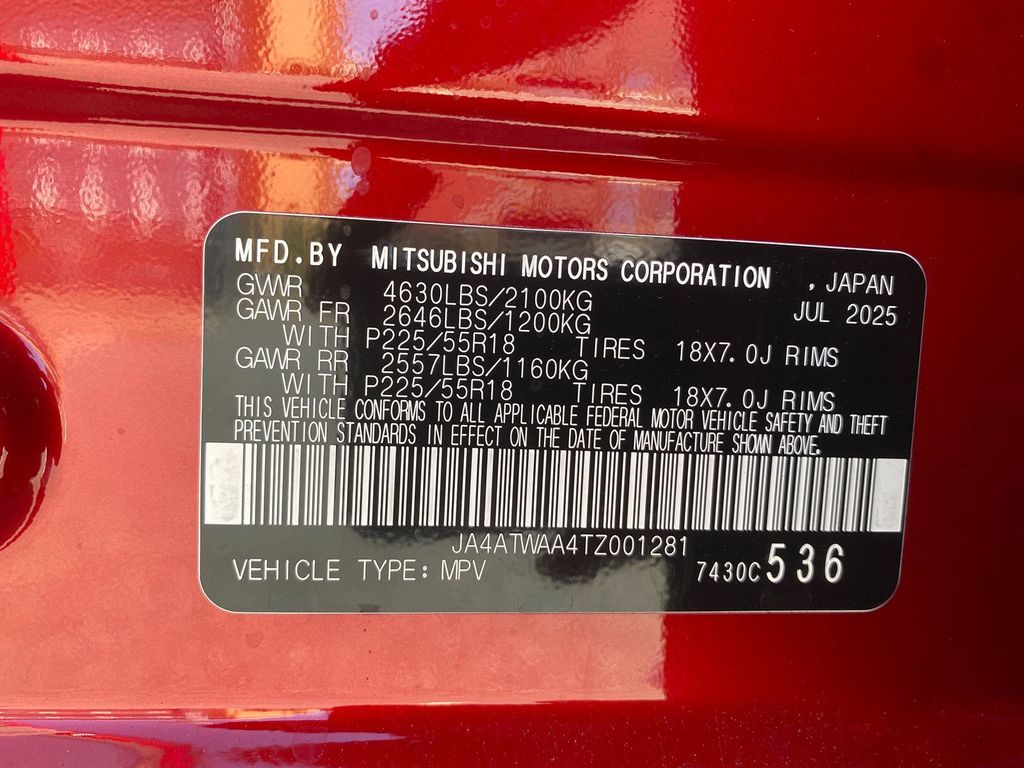 MFD.BY MITSUBISHI MOTORS CORPORATION , JAPAN
GVWR 4630LBS/2100KG JUL 2025
GAWR FR 2646LBS/1200KG
WITH P225/55R18 TIRES 18X7.0J RIMS
GAWR RR 2557LBS/1160KG
WITH P225/55R18 TIRES 18X7.0J RIMS
THIS VEHICLE CONFORMS TO ALL APPLICABLE FEDERAL MOTOR VEHICLE SAFETY AND THEFT
PREVENTION STANDARDS IN EFFECT ON THE DATE OF MANUFACTURE SHOWN ABOVE.
JA4ATWAA4TZ001281
VEHICLE TYPE: MPV 7430C536